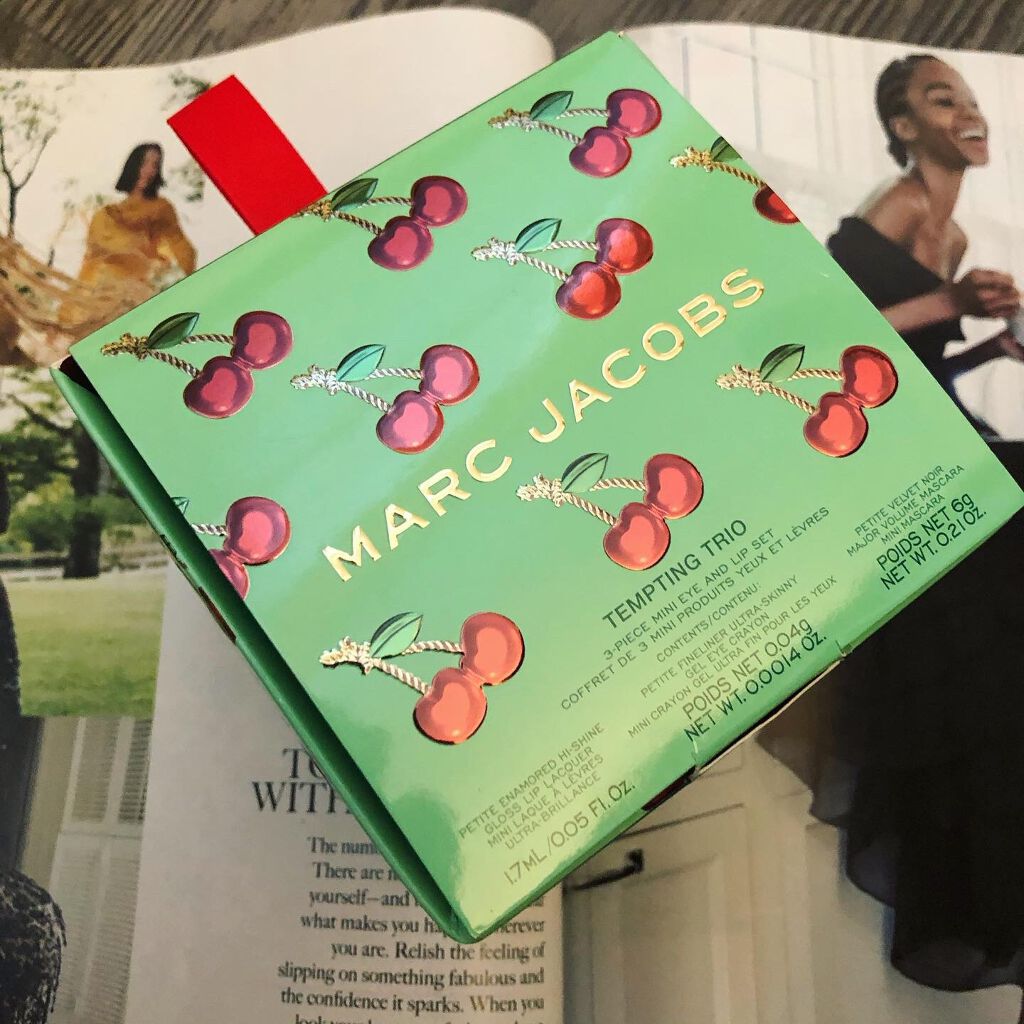 MARC JACOBS
TEMPTING TRIO
3-PIECE MINI EYE AND LIP SET
COFFRET DE 3 MINI PRODUITS YEUX ET LÈVRES
CONTENTS/CONTENU:
PETITE ENAMORED HI-SHINE
GLOSS LIP LACQUER
MINI LAQUE À LÈVRES
ULTRA-BRILLANCE
1.7ML/0.05 Fl.Oz.
PETITE FINELINER ULTRA-SKINNY
GEL EYE CRAYON
MINI CRAYON GEL ULTRA FIN POUR LES YEUX
POIDS NET 0.04g
NET WT. 0.0014 Oz.
PETITE VELVET NOIR
MAJOR VOLUME MASCARA
MINI MASCARA
POIDS NET 6g
NET WT. 0.21 OZ.
WITH
The
There are
yourself—and
what makes you
you are. Relish the feeling of
slipping on something fabulous and
the confidence it sparks. When you